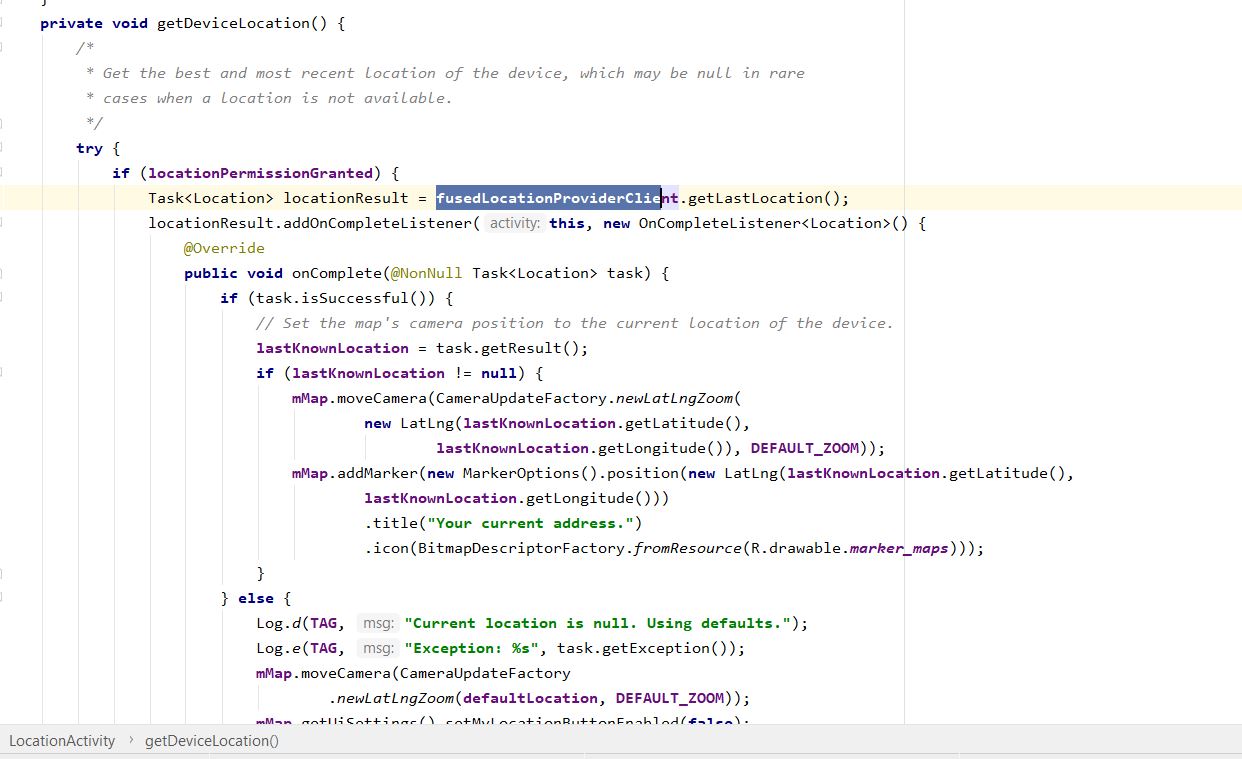 }
private void getDeviceLocation() {
/*
* Get the best and most recent location of the device, which may be null in rare
* cases when a location is not available.
*/
try {
if (locationPermissionGranted) {
Task<Location> locationResult = fusedLocationProviderClient.getLastLocation();
locationResult.addOnCompleteListener( activity: this, new OnCompleteListener<Location>() {
@Override
public void onComplete(@NonNull Task<Location> task) {
if (task.isSuccessful()) {
// Set the map's camera position to the current location of the device.
lastKnownLocation = task.getResult();
if (lastKnownLocation != null) {
mMap.moveCamera(CameraUpdateFactory.newLatLngZoom(
new LatLng(lastKnownLocation.getLatitude(),
lastKnownLocation.getLongitude()), DEFAULT_ZOOM));
mMap.addMarker(new MarkerOptions().position(new LatLng(lastKnownLocation.getLatitude(),
lastKnownLocation.getLongitude()))
.title("Your current address.")
.icon(BitmapDescriptorFactory.fromResource(R.drawable.marker_maps)));
}
} else {
Log.d(TAG, msg: "Current location is null. Using defaults.");
Log.e(TAG, msg: "Exception: %s", task.getException());
mMap.moveCamera(CameraUpdateFactory
.newLatLngZoom(defaultLocation, DEFAULT_ZOOM));
mMap.getUiSettings().setMyLocationButtonEnabled(false);
LocationActivity › getDeviceLocation()